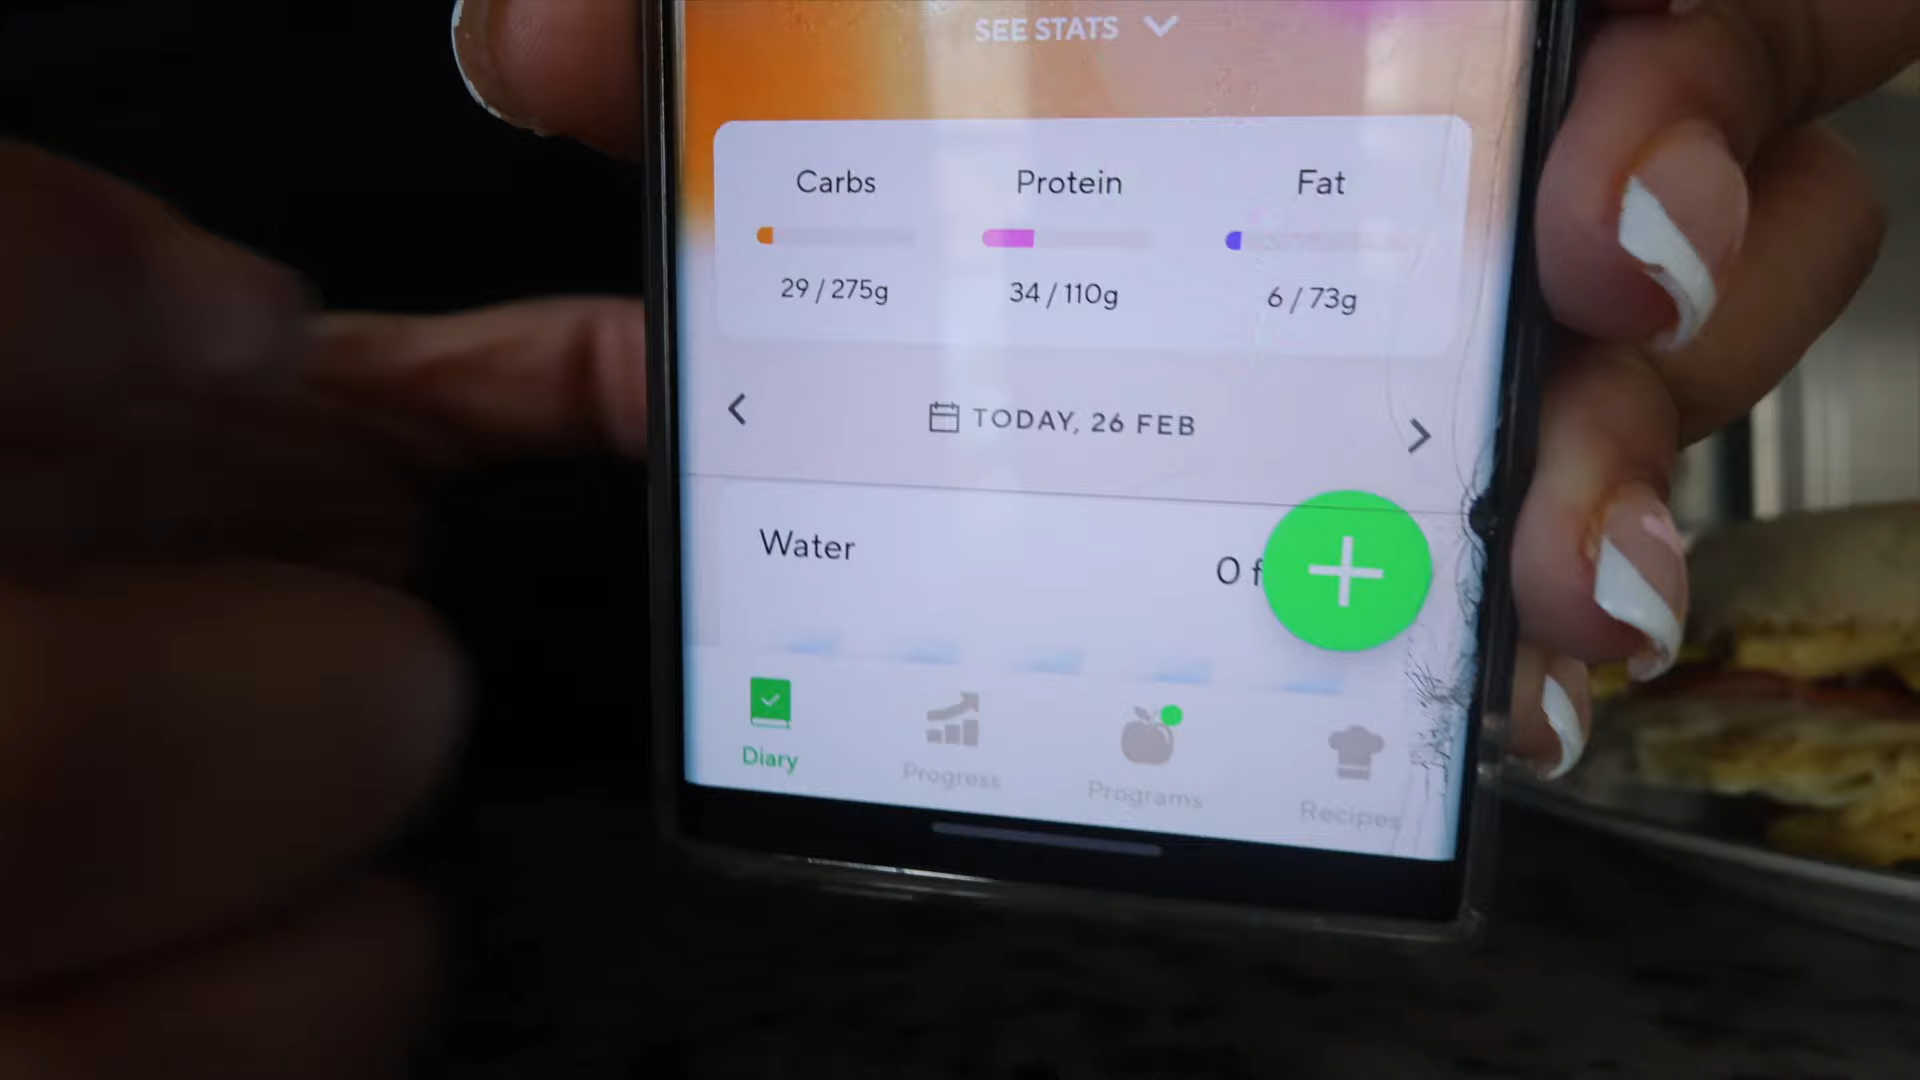 SEE STATS
Carbs Protein Fat
29 / 275g 34 / 110g 6 / 73g
TODAY, 26 FEB
Water 0 f
Diary Progress Programs Recipes